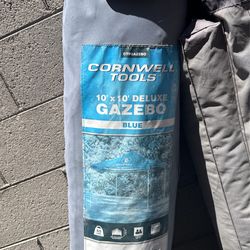 CORNWELL
TOOLS
10' x 10' DELUXE
GAZEBO
BLUE